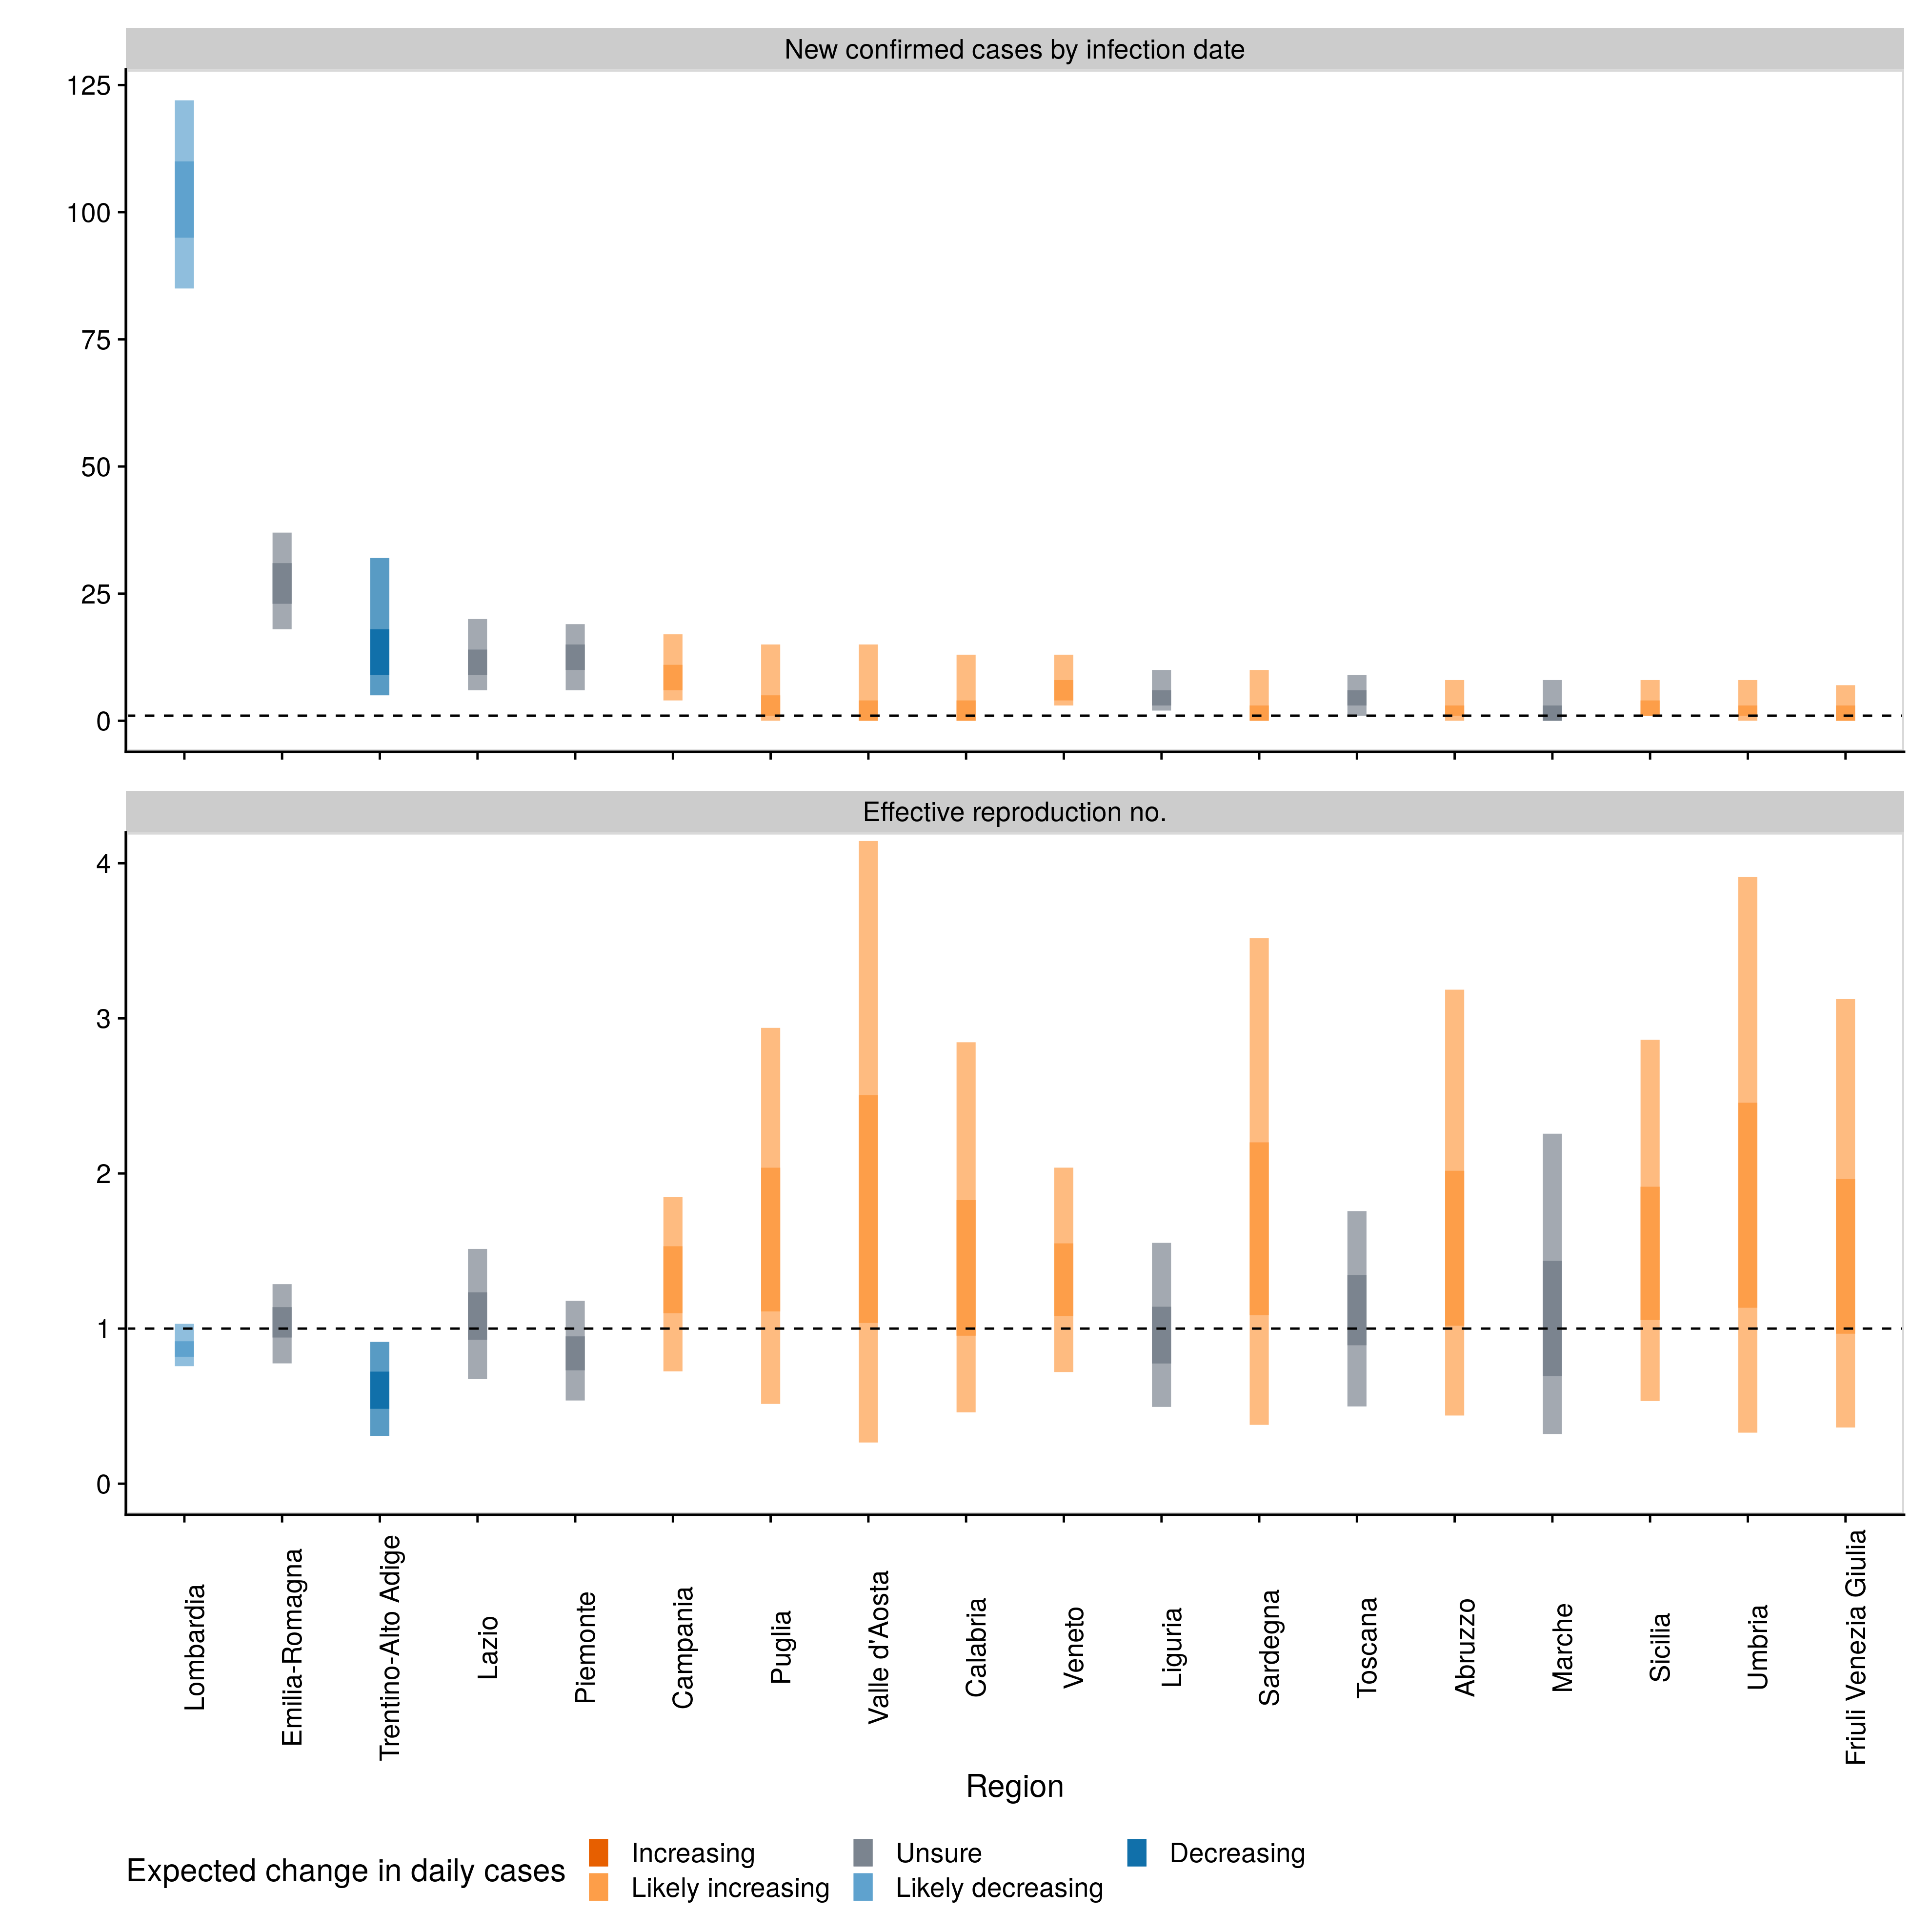 New confirmed cases by infection date
125
100
75
50
25
0
Effective reproduction no.
4
3
2
1
0
Lombardia
Emilia-Romagna
Trentino-Alto Adige
Lazio
Piemonte
Campania
Puglia
Valle d'Aosta
Calabria
Veneto
Liguria
Sardegna
Toscana
Abruzzo
Marche
Sicilia
Umbria
Friuli Venezia Giulia
Region
Expected change in daily cases
Increasing
Unsure
Decreasing
Likely increasing
Likely decreasing